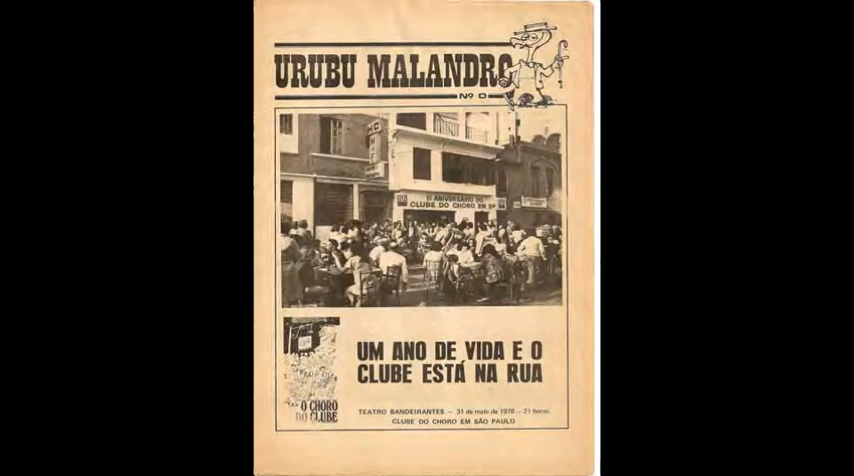 URUBU MALANDRO
Nº 0
II ANIVERSÁRIO DO
CLUBE DO CHORO EM SP
UM ANO DE VIDA E O
CLUBE ESTÁ NA RUA
O CHORO
DO CLUBE
TEATRO BANDEIRANTES — 31 de maio de 1978 — 21 horas.
CLUBE DO CHORO EM SÃO PAULO